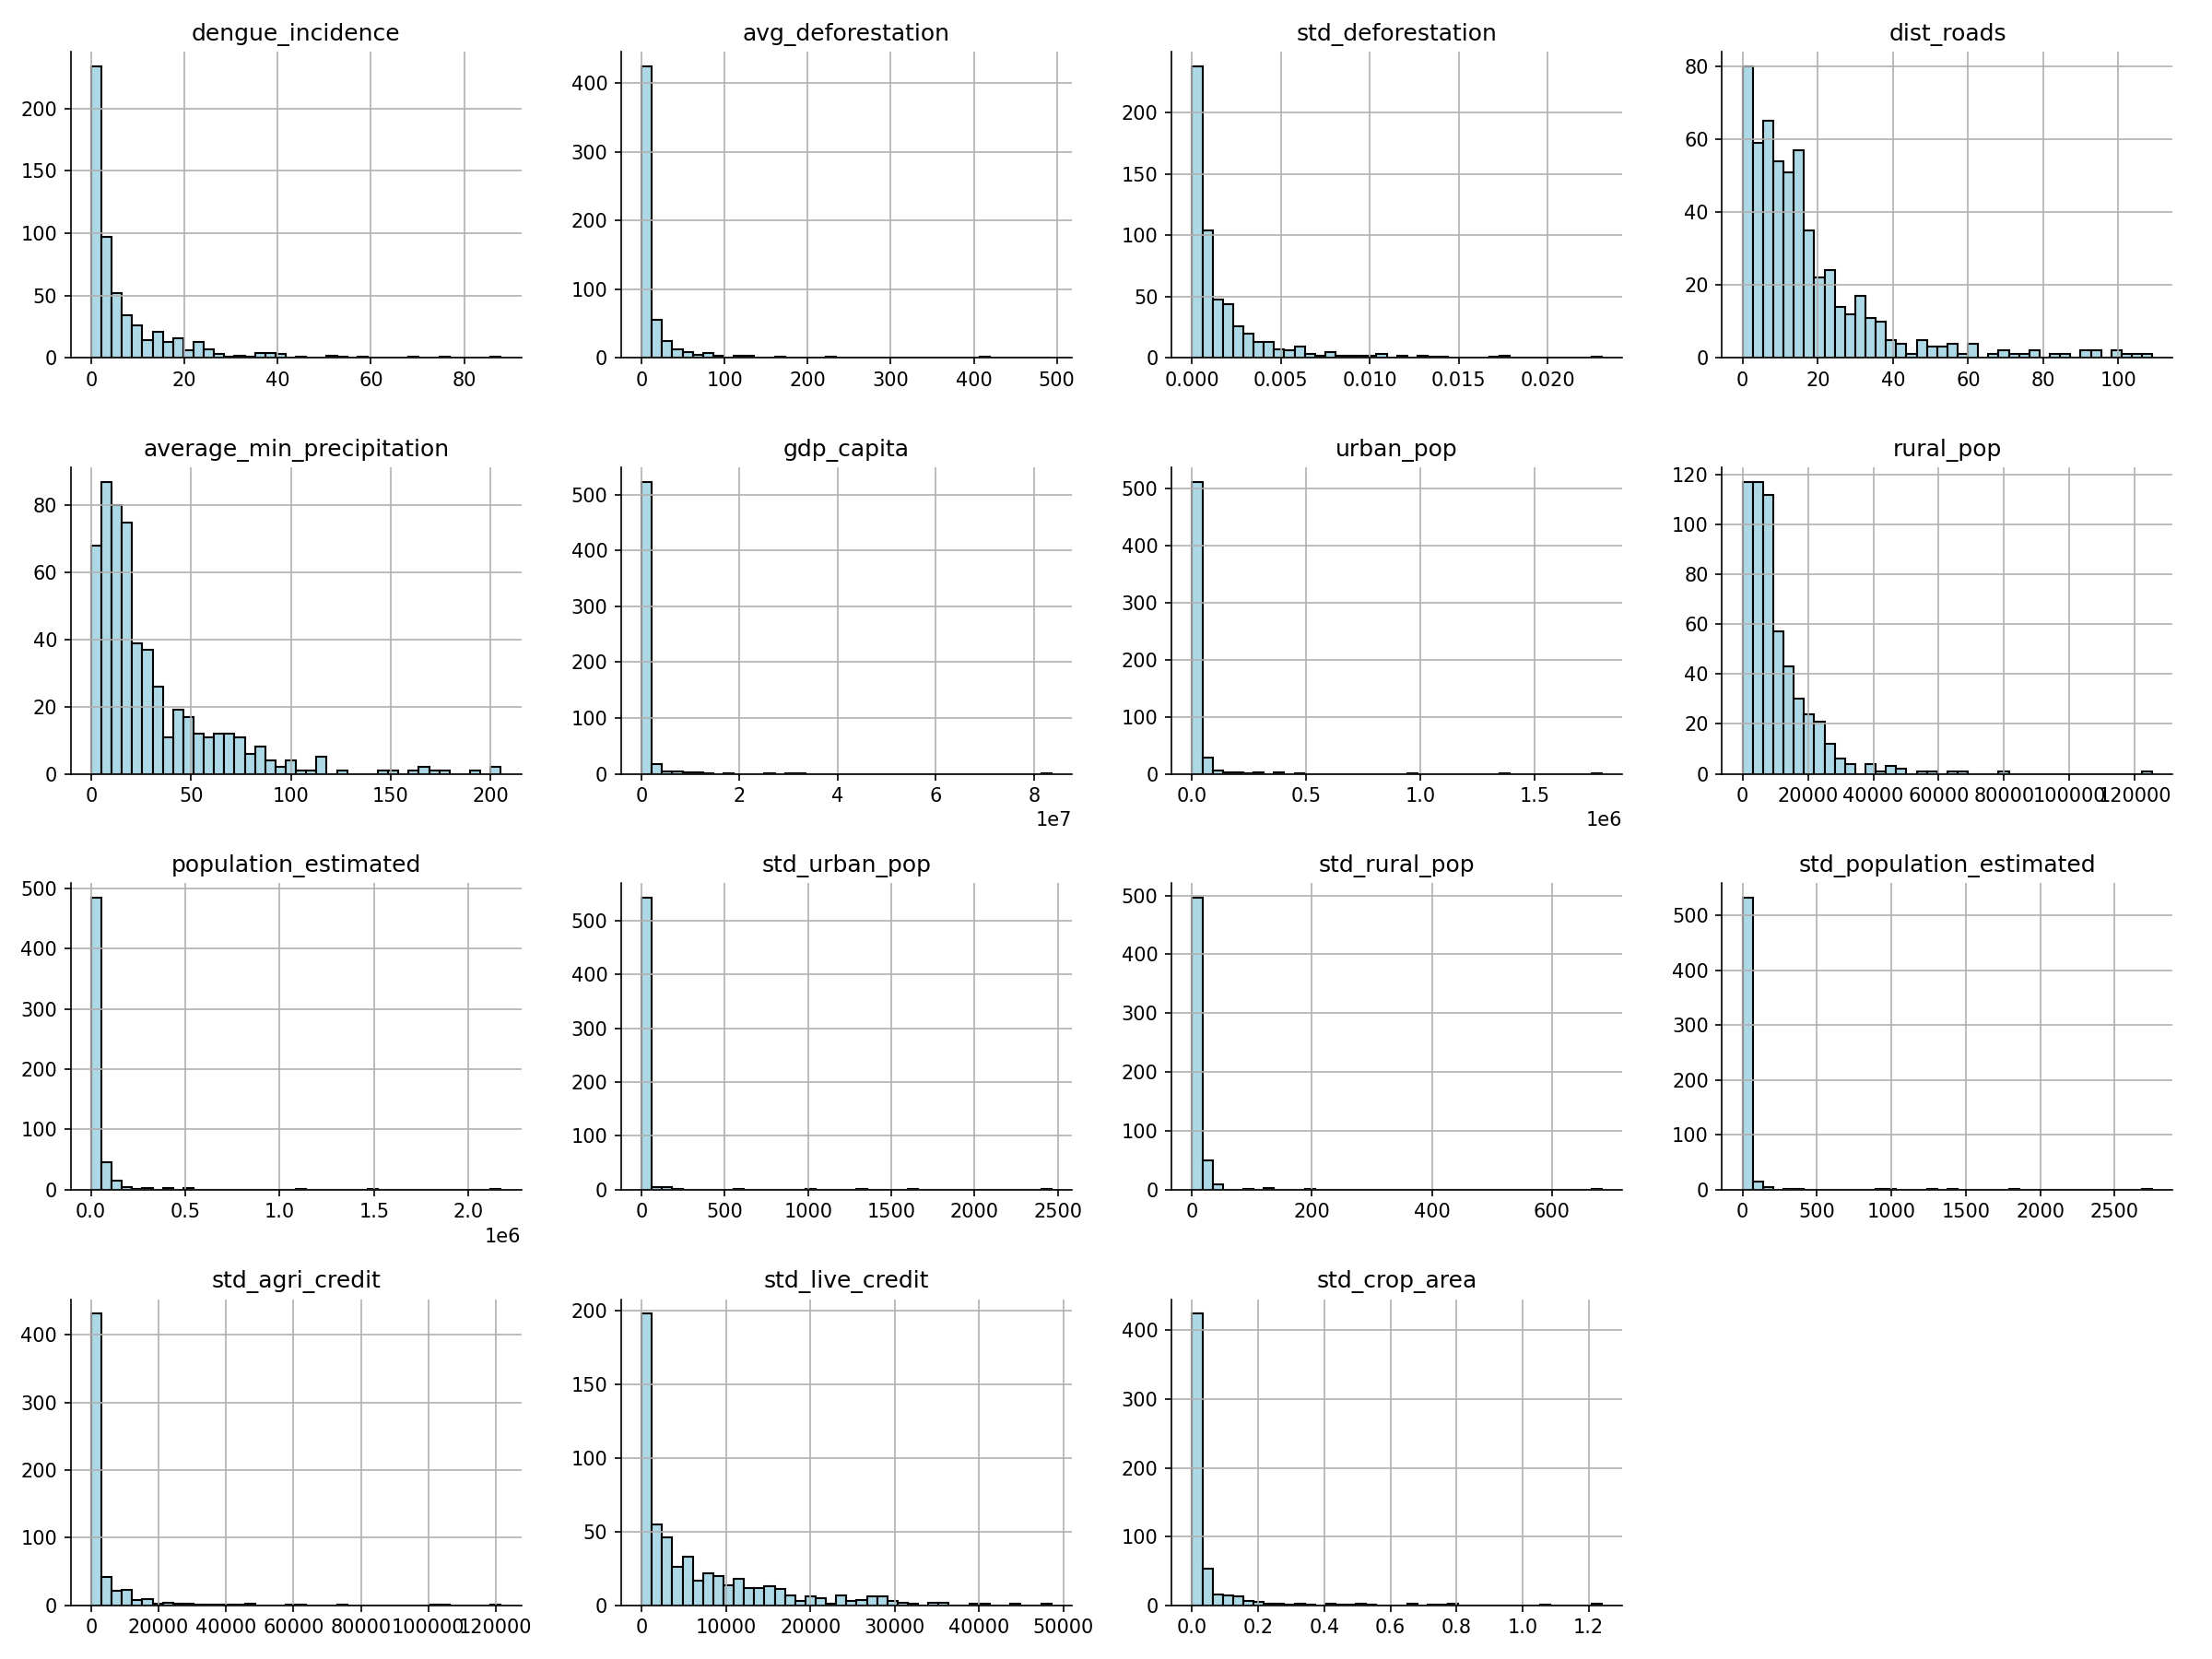 dengue_incidence
200
150
100
50
0
0 20 40 60 80
avg_deforestation
400
300
200
100
0
0 100 200 300 400 500
std_deforestation
200
150
100
50
0
0.000 0.005 0.010 0.015 0.020
dist_roads
80
60
40
20
0
0 20 40 60 80 100
average_min_precipitation
80
60
40
20
0
0 50 100 150 200
gdp_capita
500
400
300
200
100
0
0 2 4 6 8
1e7
urban_pop
500
400
300
200
100
0
0.0 0.5 1.0 1.5
1e6
rural_pop
120
100
80
60
40
20
0
0 20000 40000 60000 80000 100000 120000
population_estimated
500
400
300
200
100
0
0.0 0.5 1.0 1.5 2.0
1e6
std_urban_pop
500
400
300
200
100
0
0 500 1000 1500 2000 2500
std_rural_pop
500
400
300
200
100
0
0 200 400 600
std_population_estimated
500
400
300
200
100
0
0 500 1000 1500 2000 2500
std_agri_credit
400
300
200
100
0
0 20000 40000 60000 80000 100000 120000
std_live_credit
200
150
100
50
0
0 10000 20000 30000 40000 50000
std_crop_area
400
300
200
100
0
0.0 0.2 0.4 0.6 0.8 1.0 1.2